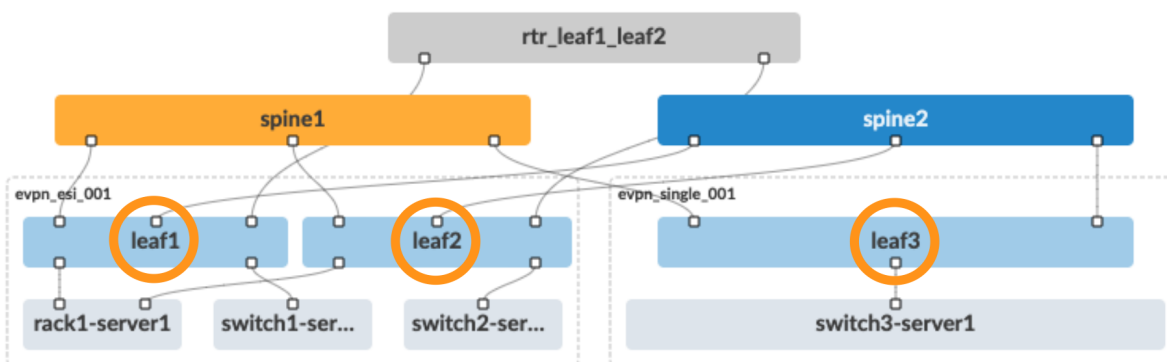 rtr_leaf1_leaf2
spine1
spine2
evpn_esi_001
evpn_single_001
leaf1
leaf2
leaf3
rack1-server1
switch1-ser...
switch2-ser...
switch3-server1